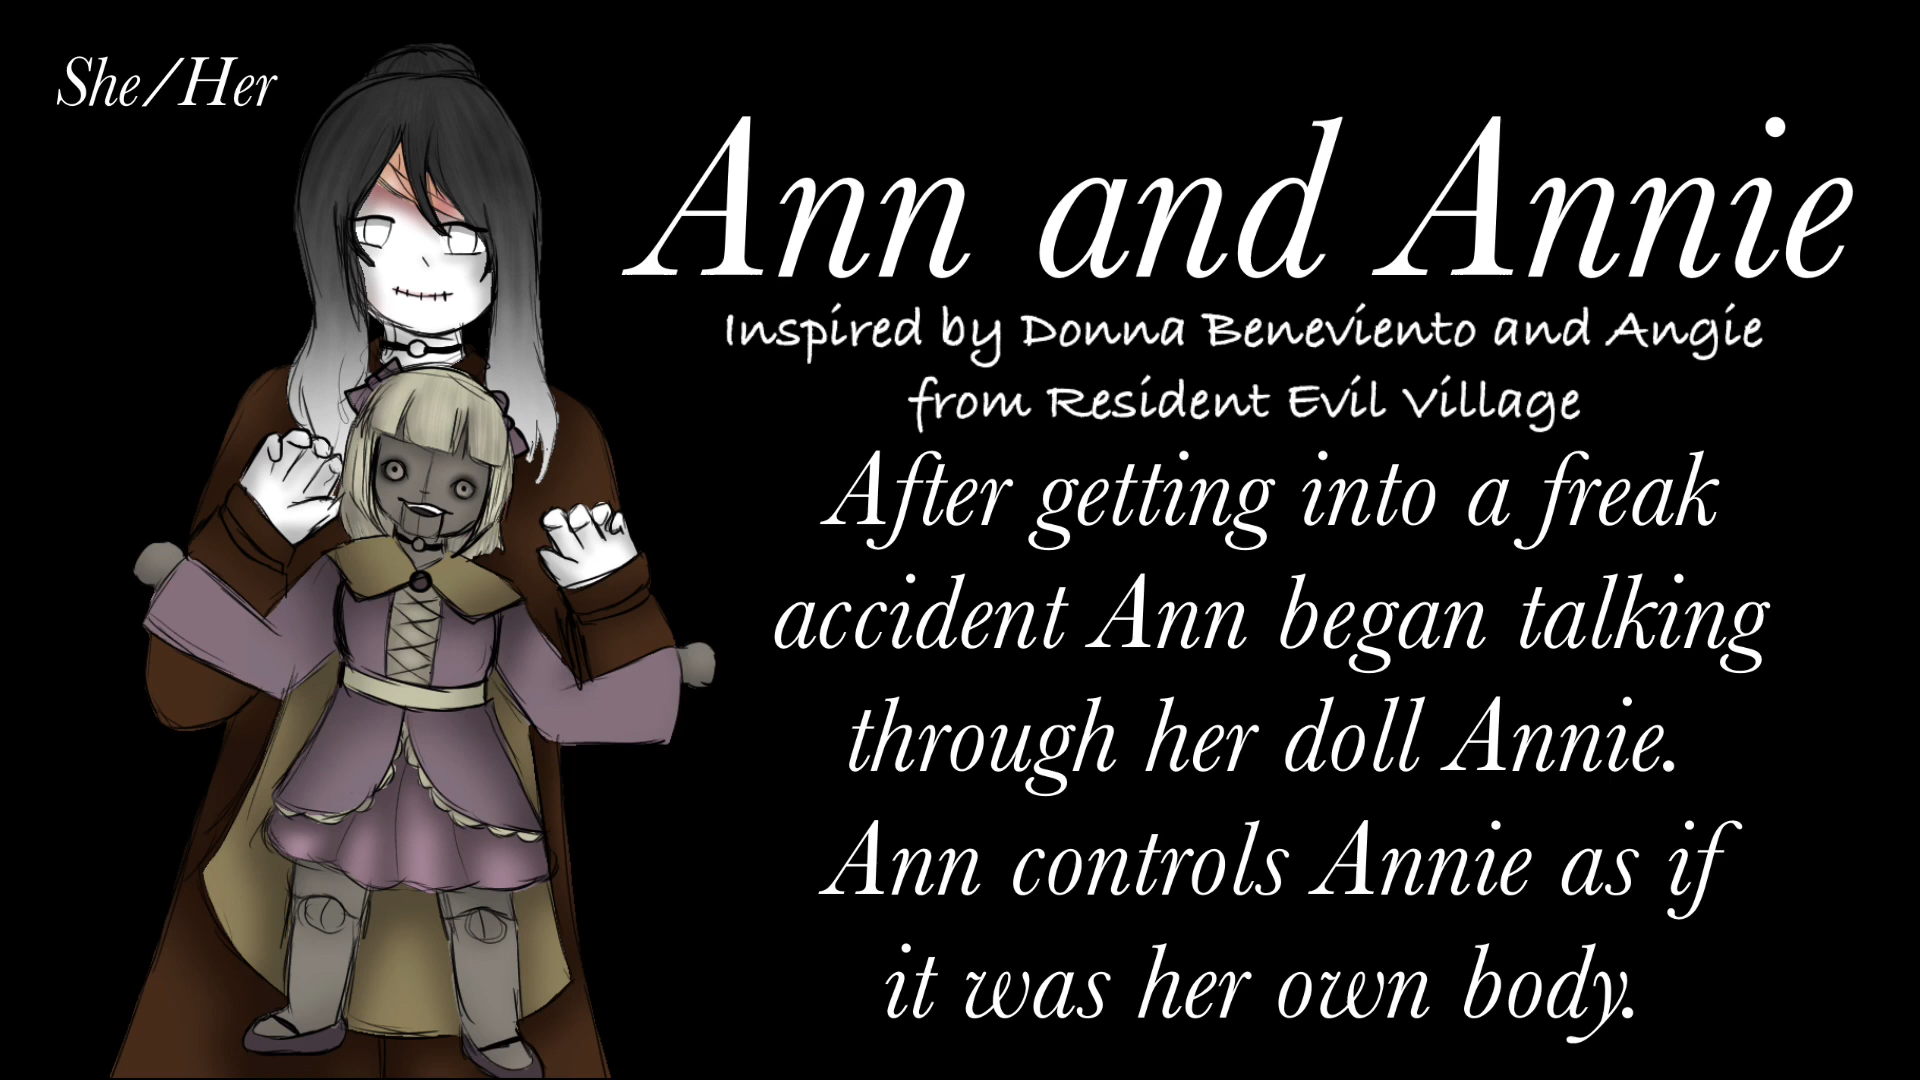 She/Her
Ann and Annie
Inspired by Donna Beneviento and Angie
from Resident Evil Village
After getting into a freak
accident Ann began talking
through her doll Annie.
Ann controls Annie as if
it was her own body.